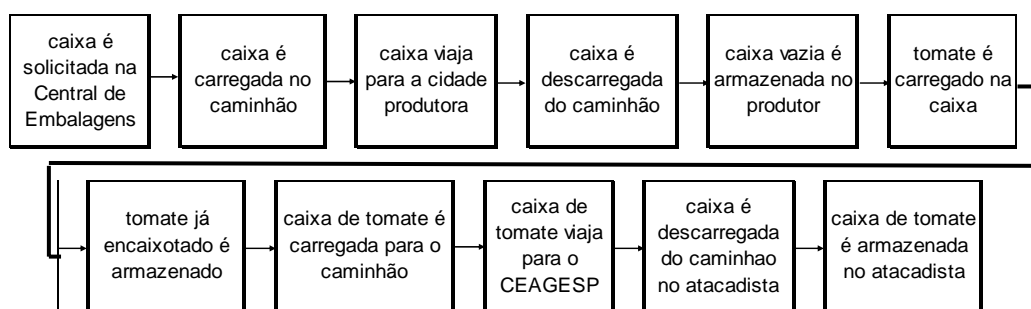 caixa é
solicitada na
Central de
Embalagens
caixa é
carregada no
caminhão
caixa viaja
para a cidade
produtora
caixa é
descarregada
do caminhão
caixa vazia é
armazenada no
produtor
tomate é
carregado na
caixa
tomate já
encaixotado é
armazenado
caixa de tomate é
carregada para o
caminhão
caixa de
tomate viaja
para o
CEAGESP
caixa é
descarregada
do caminhao
no atacadista
caixa de tomate
é armazenada
no atacadista